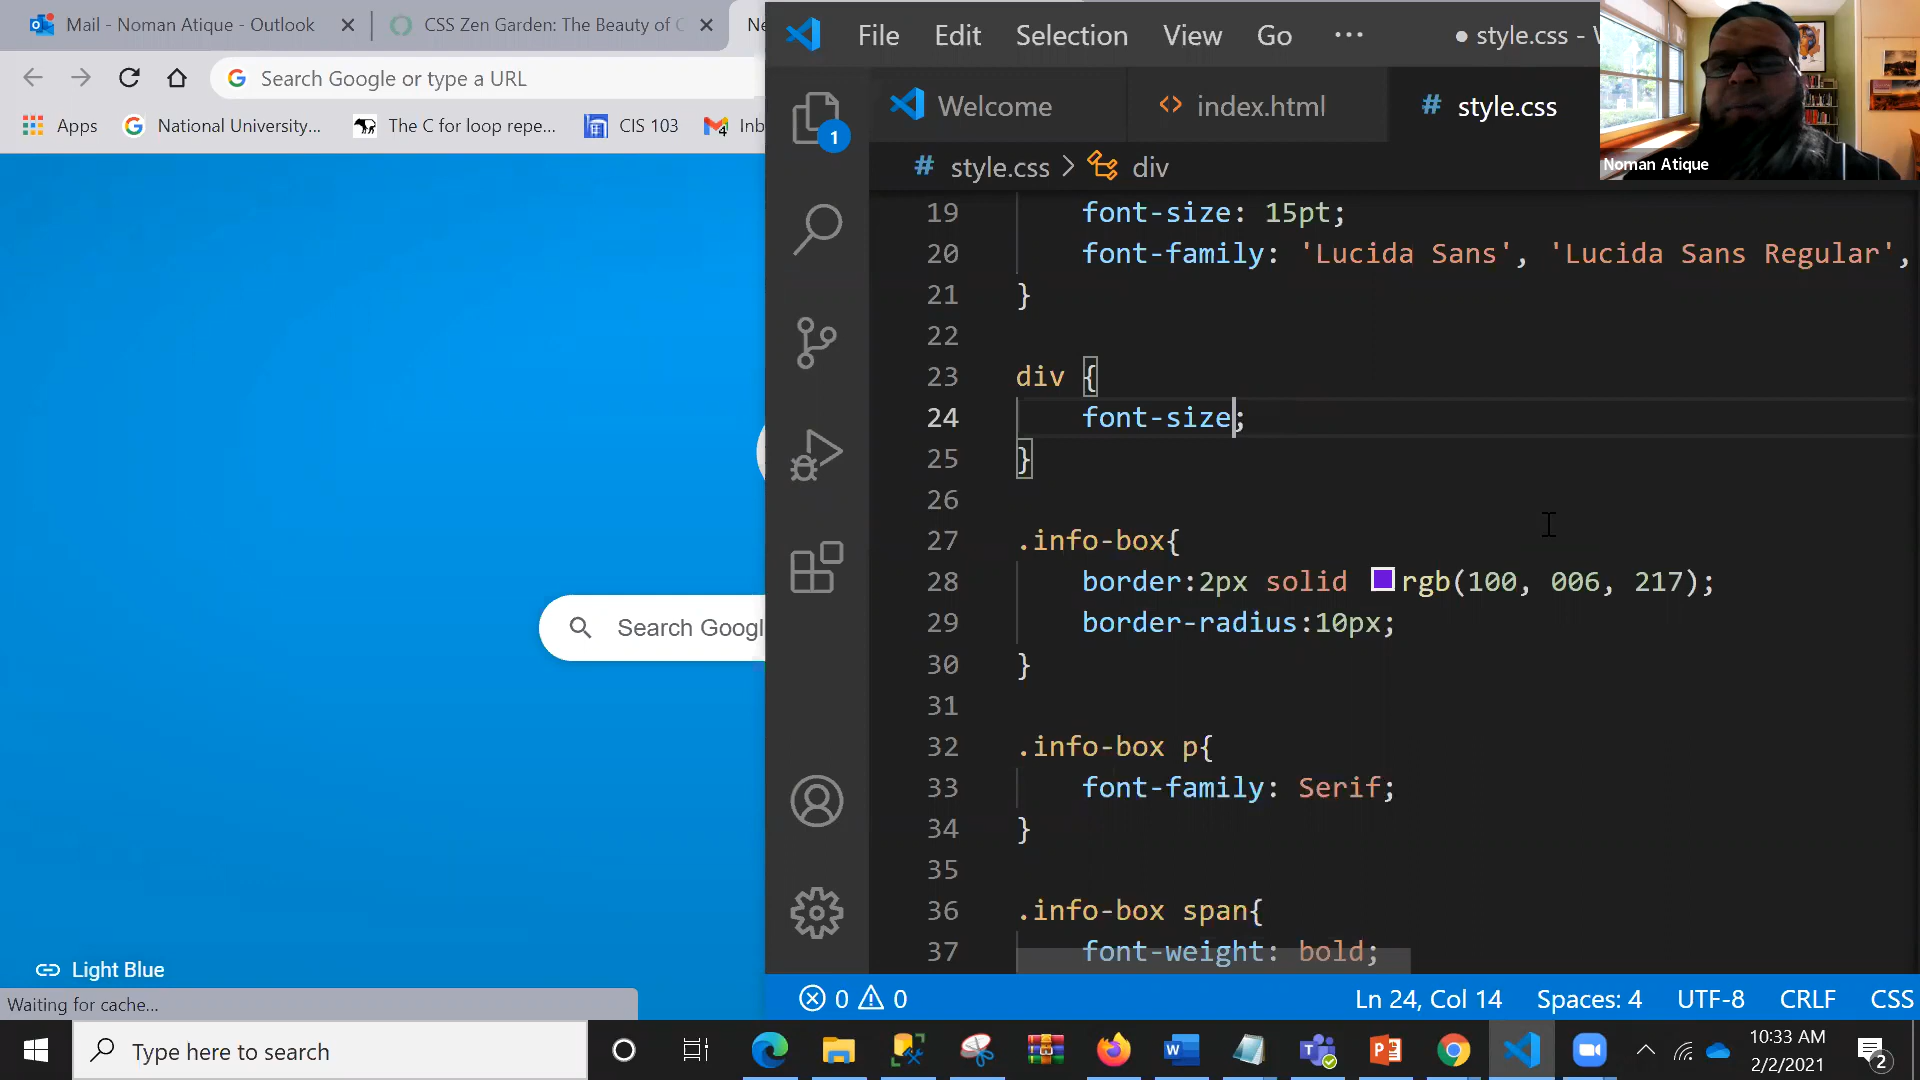 Mail - Noman Atique - Outlook
CSS Zen Garden: The Beauty of C
Ne
Search Google or type a URL
Apps
National University...
The C for loop repe...
CIS 103
Inb
Search Googl
Light Blue
Waiting for cache...
File Edit Selection View Go ···
● style.css -
Welcome
index.html
# style.css
Noman Atique
1
# style.css > div
19 font-size: 15pt;
20 font-family: 'Lucida Sans', 'Lucida Sans Regular',
21 }
22
23 div {
24 font-size;
25 }
26
27 .info-box{
28 border:2px solid rgb(100, 006, 217);
29 border-radius:10px;
30 }
31
32 .info-box p{
33 font-family: Serif;
34 }
35
36 .info-box span{
37 font-weight: bold;
0 0
Ln 24, Col 14 Spaces: 4 UTF-8 CRLF CSS
Type here to search
10:33 AM
2/2/2021
2